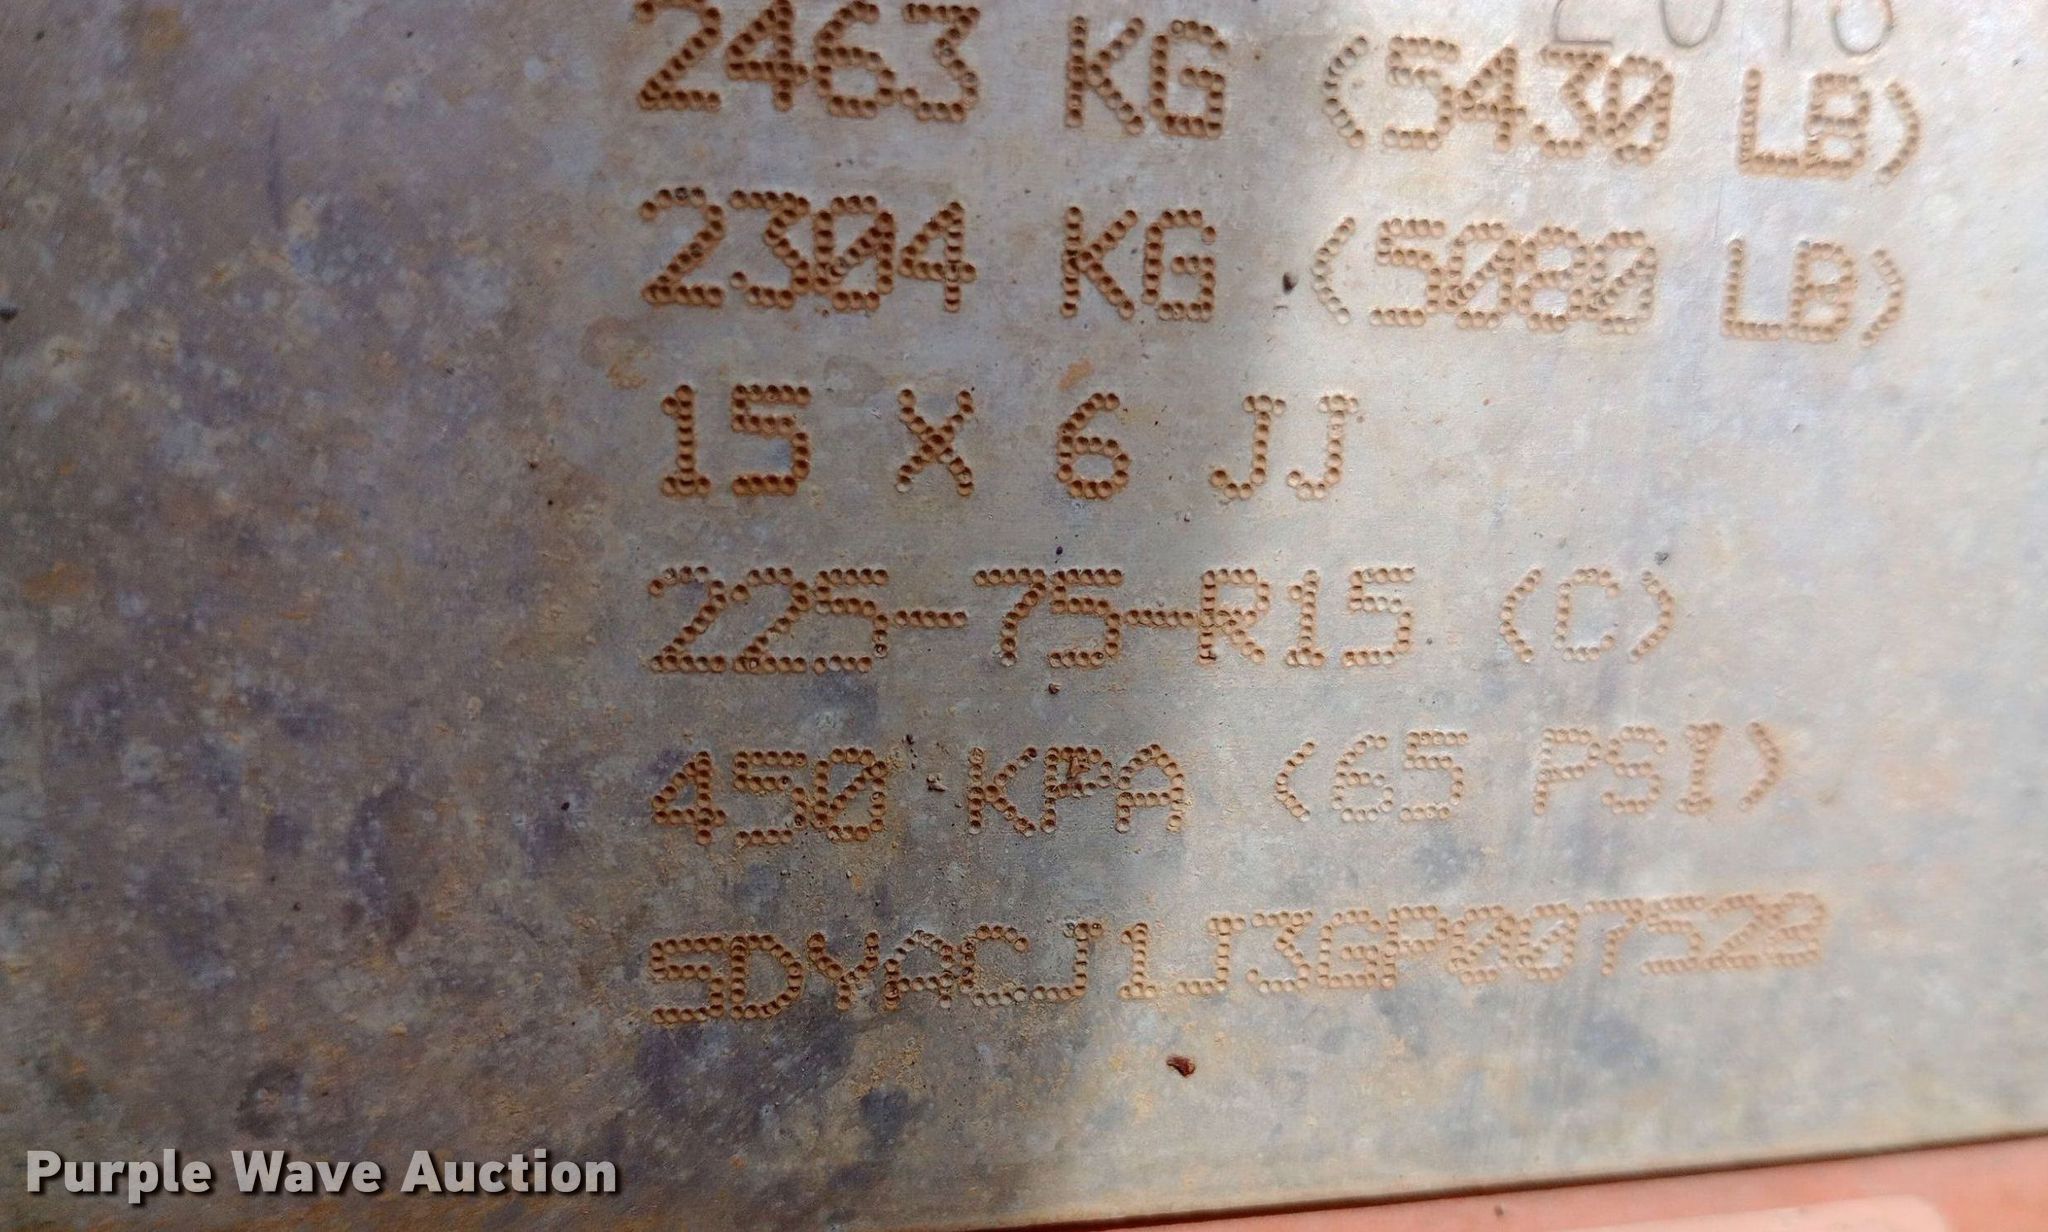 2016
2463 KG (5430 LB)
2304 KG (5080 LB)
15 X 6 JJ
225-75-R15 (C)
450 KPA (65 PSI)
5DYACJ1J3GP007528
Purple Wave Auction